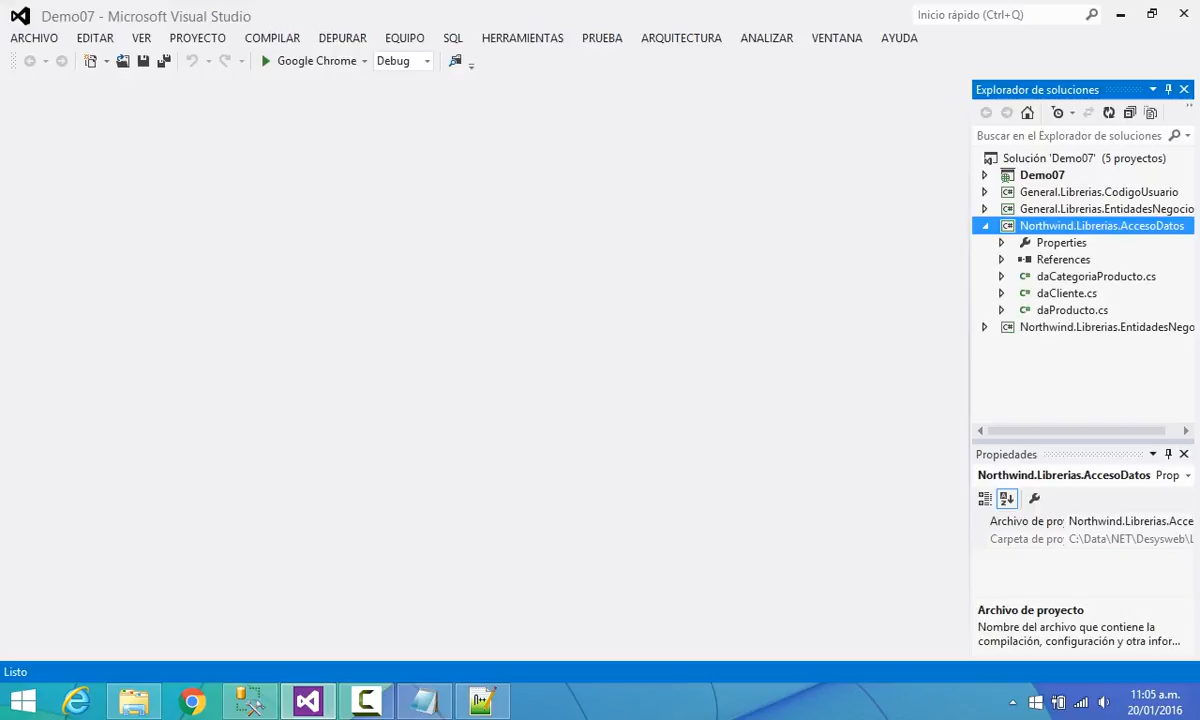 Demo07 - Microsoft Visual Studio
Inicio rápido (Ctrl+Q)
ARCHIVO EDITAR VER PROYECTO COMPILAR DEPURAR EQUIPO SQL HERRAMIENTAS PRUEBA ARQUITECTURA ANALIZAR VENTANA AYUDA
Google Chrome Debug
Explorador de soluciones
Buscar en el Explorador de soluciones
Solución 'Demo07' (5 proyectos)
Demo07
General.Librerias.CodigoUsuario
General.Librerias.EntidadesNegocio
Northwind.Librerias.AccesoDatos
Properties
References
daCategoriaProducto.cs
daCliente.cs
daProducto.cs
Northwind.Librerias.EntidadesNego
Propiedades
Northwind.Librerias.AccesoDatos Prop
Archivo de pro Northwind.Librerias.Acce
Carpeta de pro C:\Data\NET\Desysweb\L
Archivo de proyecto
Nombre del archivo que contiene la
compilación, configuración y otra infor...
Listo
11:05 a.m.
20/01/2016